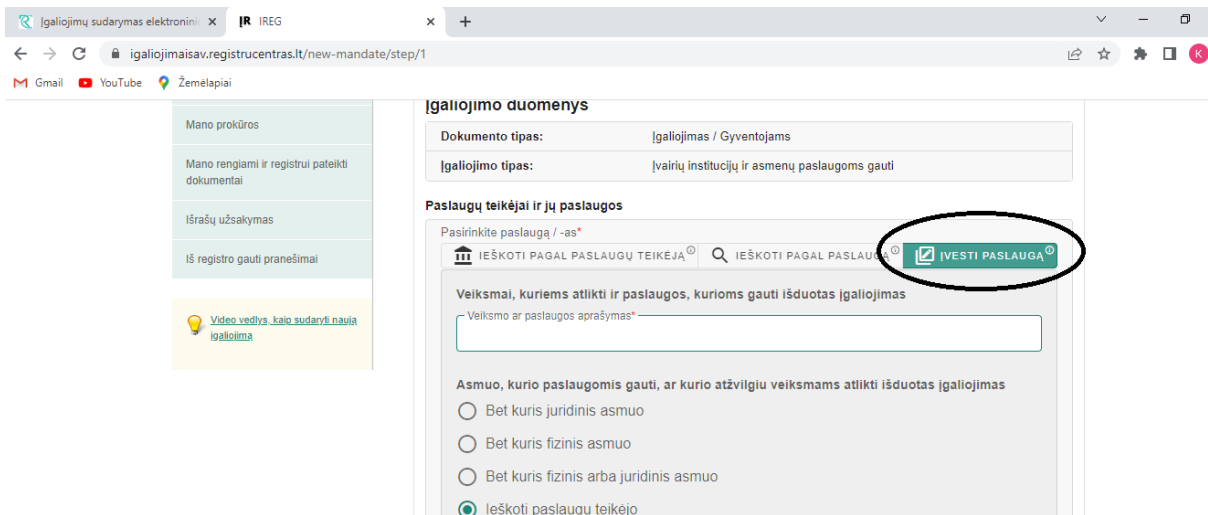 Įgaliojimų sudarymas elektronini
IREG
igaliojimaisav.registrucentras.lt/new-mandate/step/1
K
Gmail
YouTube
Žemėlapiai
Mano prokūros
Mano rengiami ir registrui pateikti
dokumentai
Išrašų užsakymas
Iš registro gauti pranešimai
Video vedlys, kaip sudaryti naują
įgaliojimą
Įgaliojimo duomenys
Dokumento tipas: Įgaliojimas / Gyventojams
Įgaliojimo tipas: Įvairių institucijų ir asmenų paslaugoms gauti
Paslaugų teikėjai ir jų paslaugos
Pasirinkite paslaugą / -as*
IEŠKOTI PAGAL PASLAUGŲ TEIKĖJĄ
IEŠKOTI PAGAL PASLAUGĄ
ĮVESTI PASLAUGĄ
Veiksmai, kuriems atlikti ir paslaugos, kurioms gauti išduotas įgaliojimas
Veiksmo ar paslaugos aprašymas*
Asmuo, kurio paslaugomis gauti, ar kurio atžvilgiu veiksmams atlikti išduotas įgaliojimas
Bet kuris juridinis asmuo
Bet kuris fizinis asmuo
Bet kuris fizinis arba juridinis asmuo
Ieškoti paslaugų teikėjo